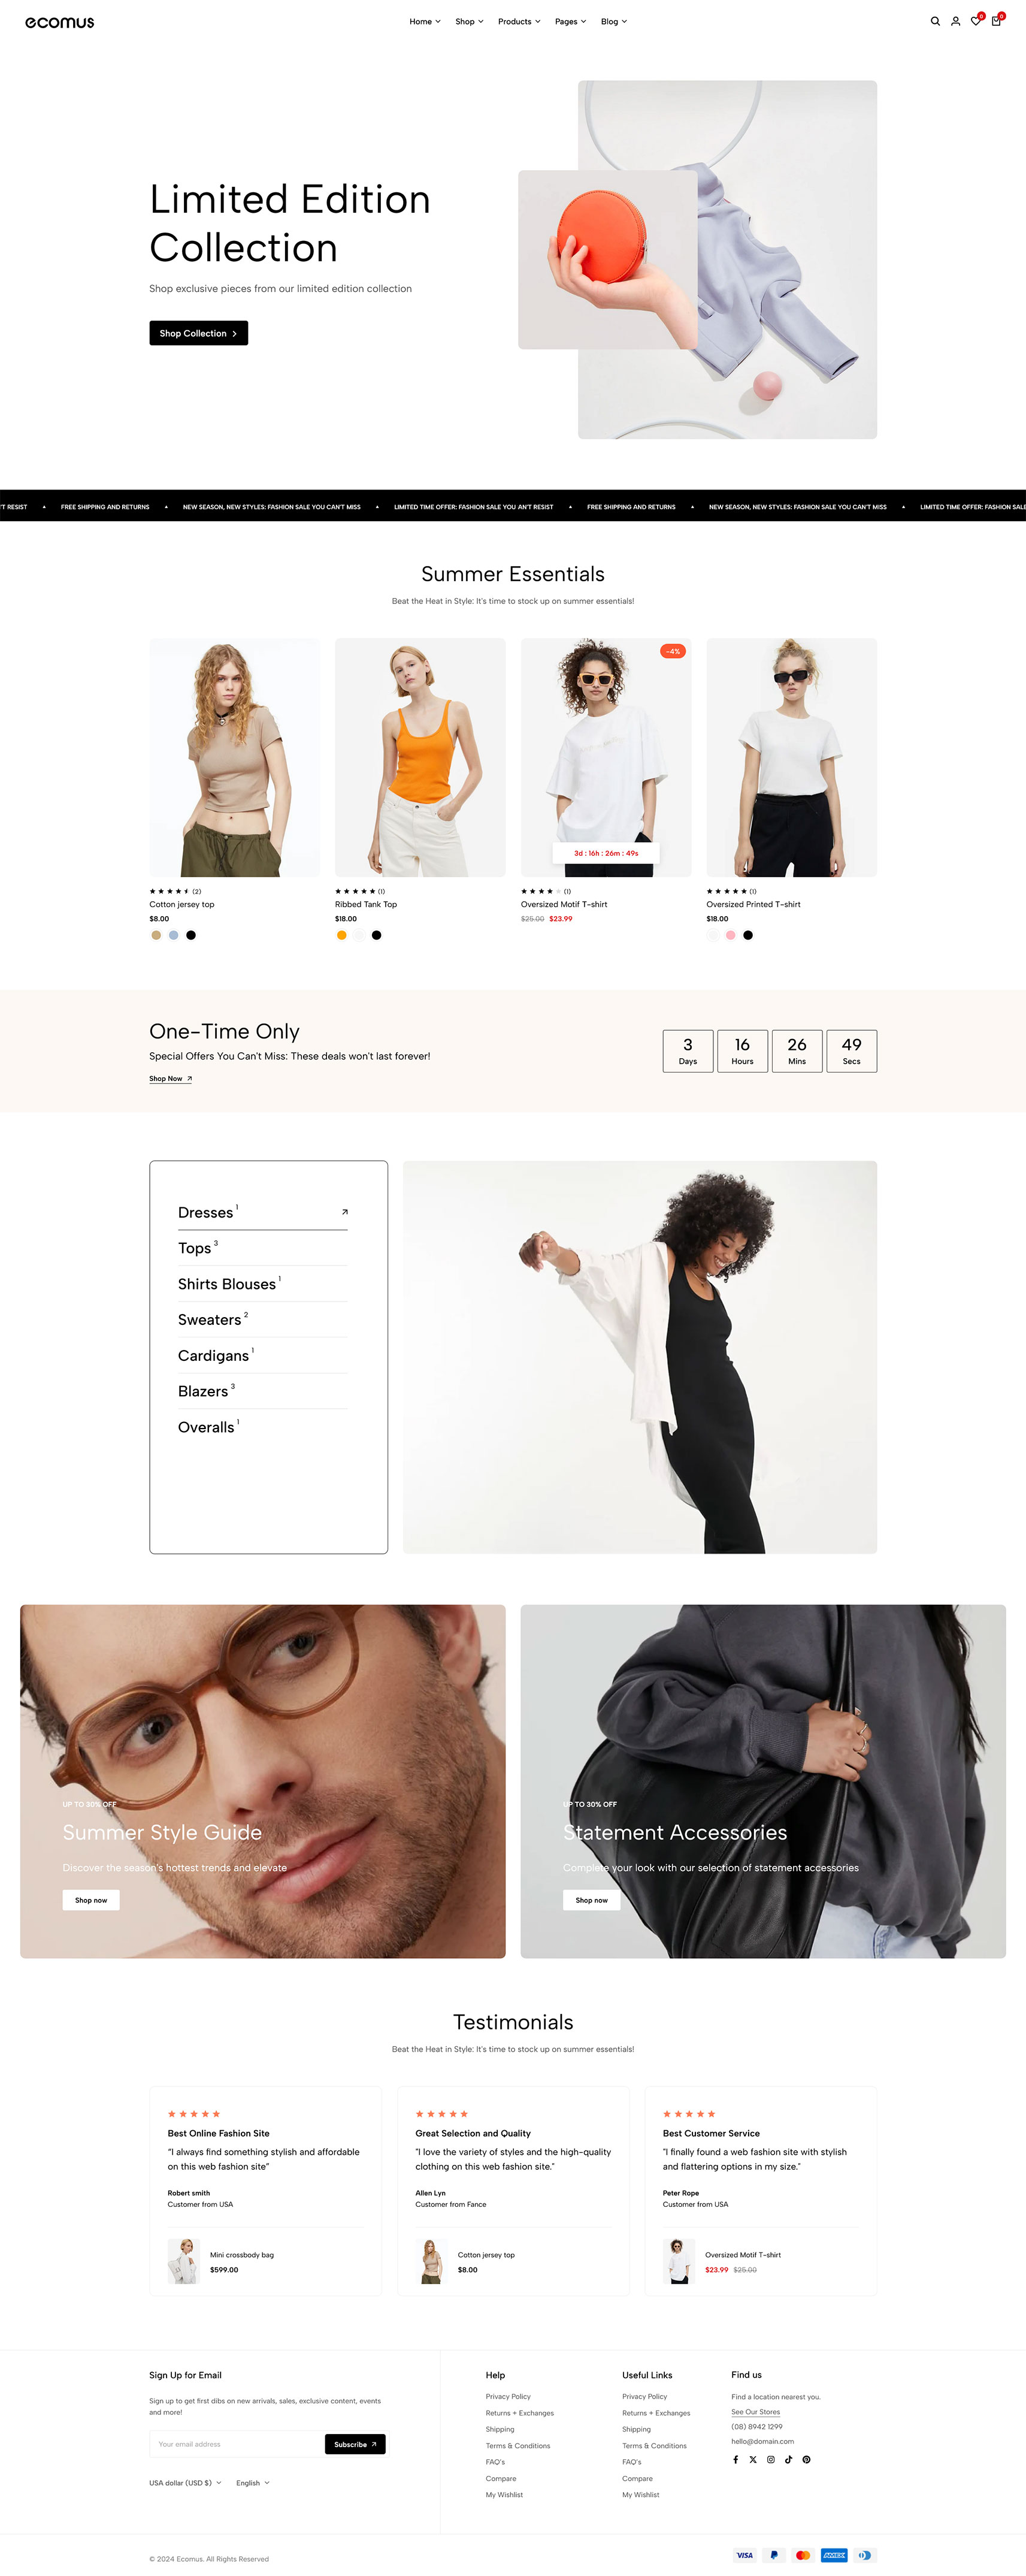 ecomus
Home
Shop
Products
Pages
Blog
0
0
Limited Edition
Collection
Shop exclusive pieces from our limited edition collection
Shop Collection
'T RESIST
FREE SHIPPING AND RETURNS
NEW SEASON, NEW STYLES: FASHION SALE YOU CAN'T MISS
LIMITED TIME OFFER: FASHION SALE YOU AN'T RESIST
FREE SHIPPING AND RETURNS
NEW SEASON, NEW STYLES: FASHION SALE YOU CAN'T MISS
LIMITED TIME OFFER: FASHION SALE
Summer Essentials
Beat the Heat in Style: It's time to stock up on summer essentials!
-4%
3d : 16h : 26m : 49s
(2)
Cotton jersey top
$8.00
(1)
Ribbed Tank Top
$18.00
(1)
Oversized Motif T-shirt
$25.00 $23.99
(1)
Oversized Printed T-shirt
$18.00
One-Time Only
Special Offers You Can't Miss: These deals won't last forever!
Shop Now
3
Days
16
Hours
26
Mins
49
Secs
Dresses 1
Tops 3
Shirts Blouses 1
Sweaters 2
Cardigans 1
Blazers 3
Overalls 1
UP TO 30% OFF
Summer Style Guide
Discover the season's hottest trends and elevate
Shop now
UP TO 30% OFF
Statement Accessories
Complete your look with our selection of statement accessories
Shop now
Testimonials
Beat the Heat in Style: It's time to stock up on summer essentials!
Best Online Fashion Site
"I always find something stylish and affordable
on this web fashion site"
Robert smith
Customer from USA
Mini crossbody bag
$599.00
Great Selection and Quality
"I love the variety of styles and the high-quality
clothing on this web fashion site."
Allen Lyn
Customer from Fance
Cotton jersey top
$8.00
Best Customer Service
"I finally found a web fashion site with stylish
and flattering options in my size."
Peter Rope
Customer from USA
Oversized Motif T-shirt
$23.99 $25.00
Sign Up for Email
Sign up to get first dibs on new arrivals, sales, exclusive content, events
and more!
Your email address
Subscribe
USA dollar (USD $)
English
Help
Privacy Policy
Returns + Exchanges
Shipping
Terms & Conditions
FAQ's
Compare
My Wishlist
Useful Links
Privacy Policy
Returns + Exchanges
Shipping
Terms & Conditions
FAQ's
Compare
My Wishlist
Find us
Find a location nearest you.
See Our Stores
(08) 8942 1299
hello@domain.com
© 2024 Ecomus. All Rights Reserved
VISA
AMEX